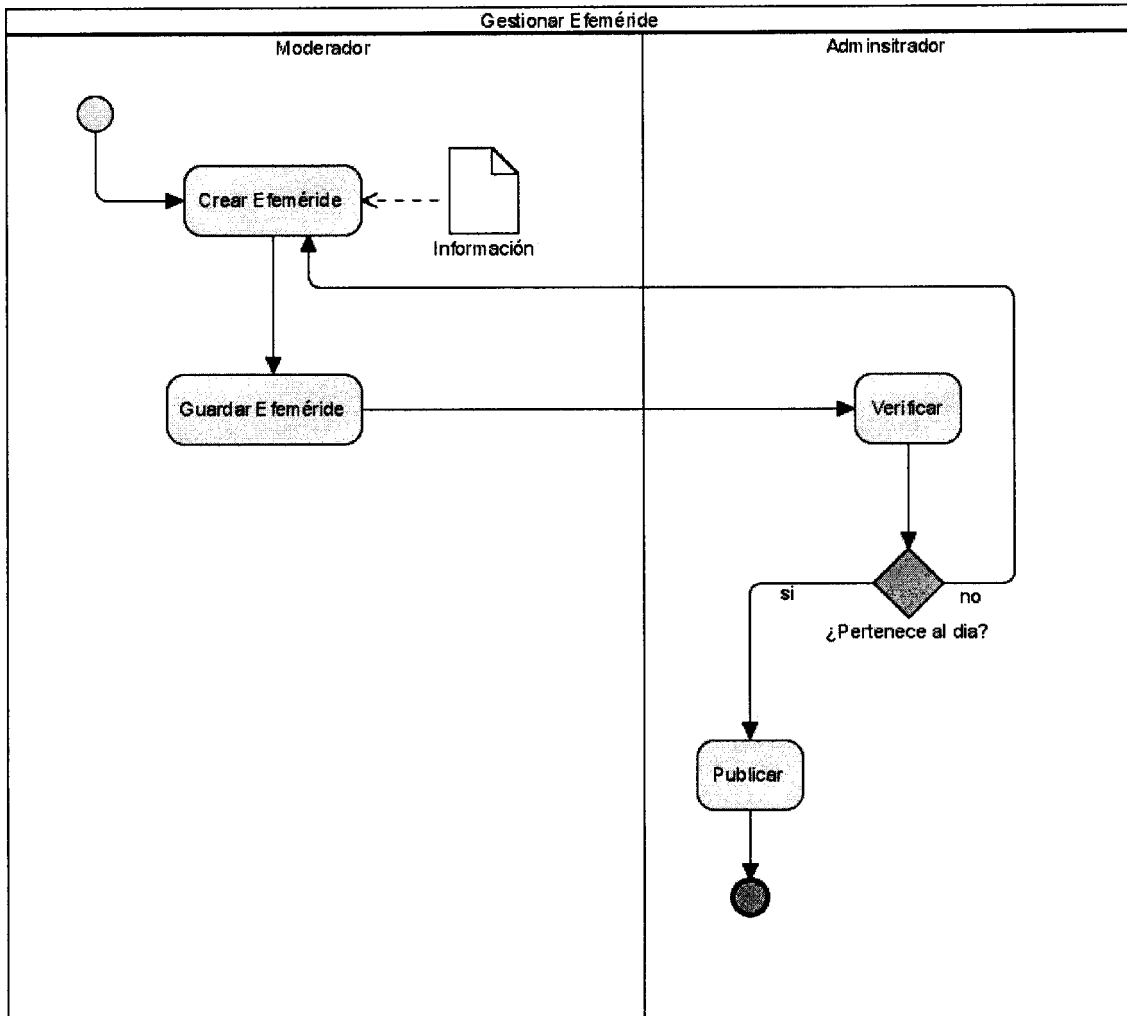 Gestionar Efeméride
Moderador
Adminsitrador
Crear Efeméride
Información
Guardar Efeméride
Verificar
si
no
¿Pertenece al dia?
Publicar